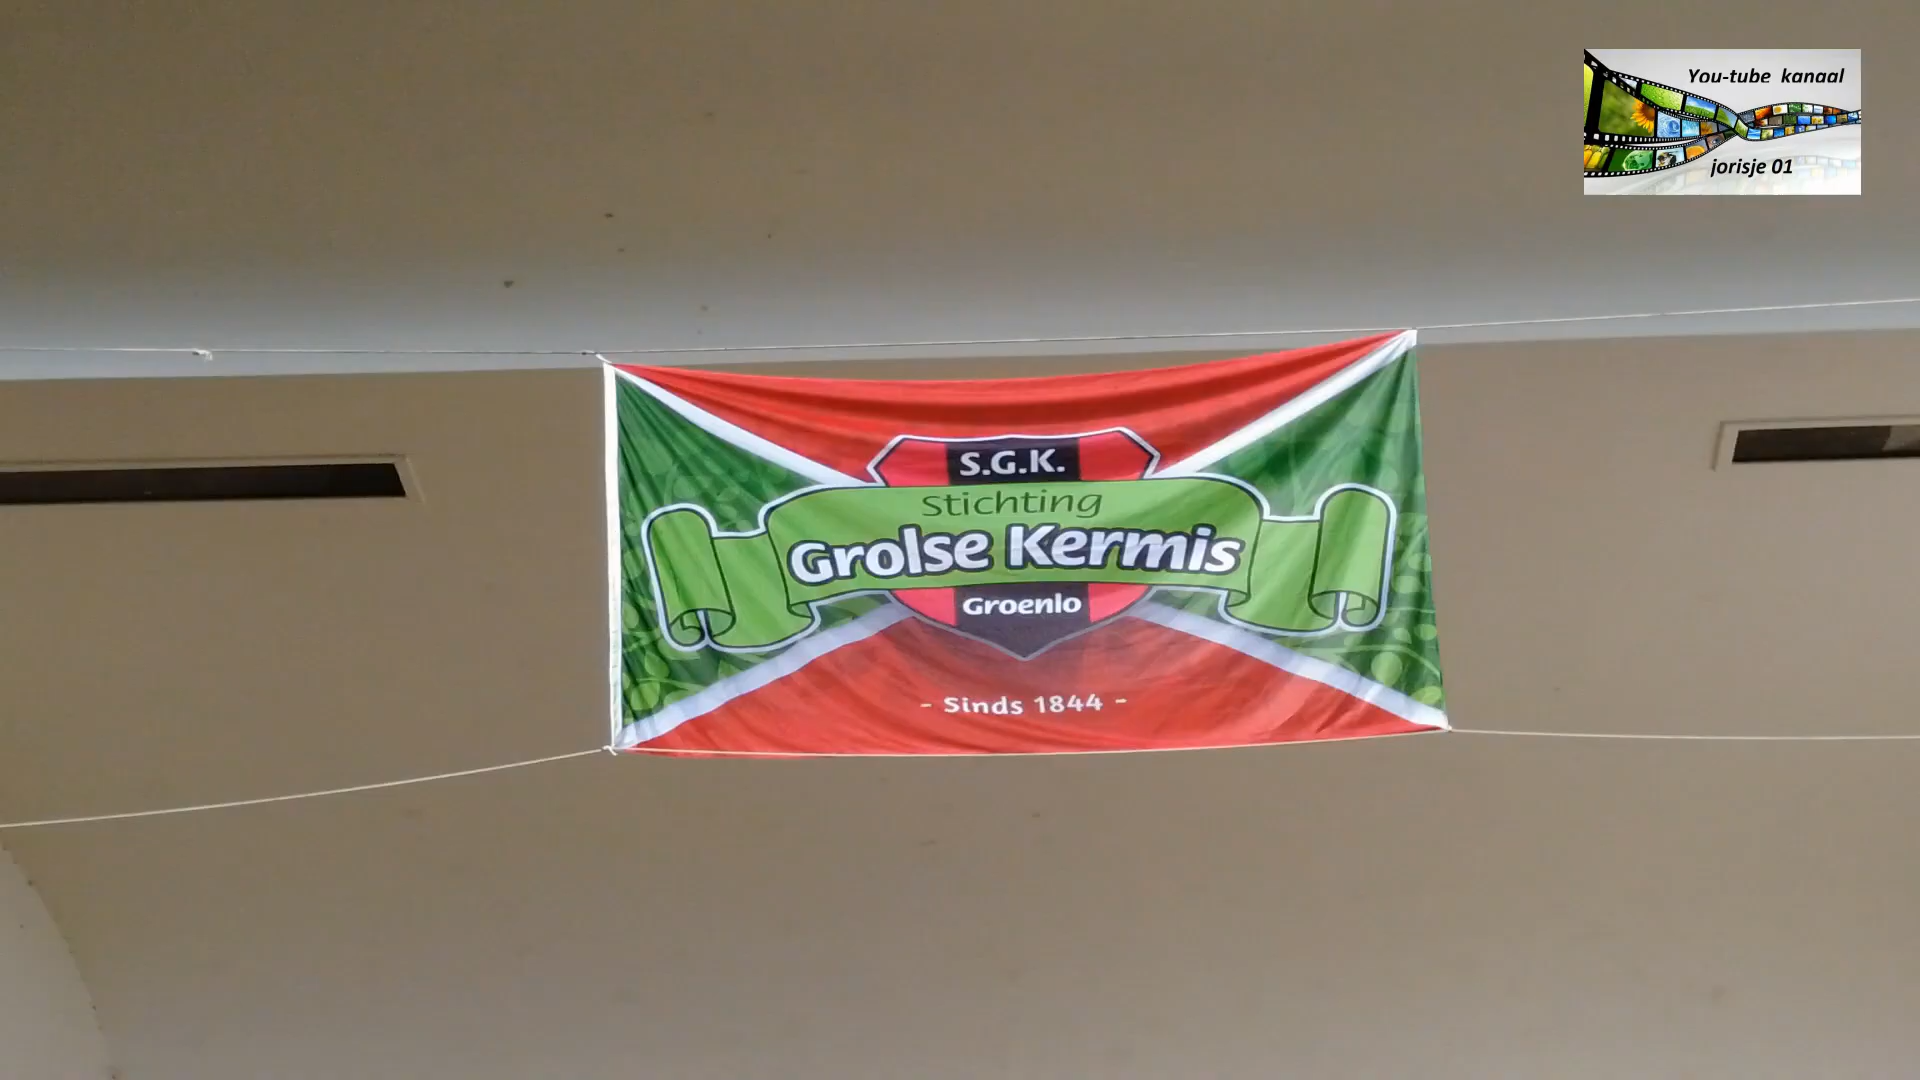 You-tube kanaal
jorisje 01
S.G.K.
Stichting
Grolse Kermis
Groenlo
- Sinds 1844 -